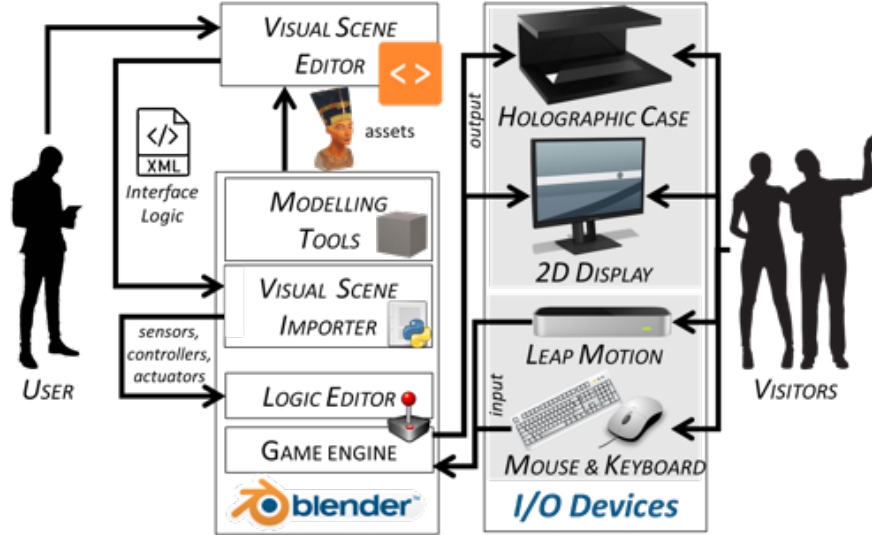 VISUAL SCENE
EDITOR
< >
assets
</>
XML
Interface
Logic
MODELLING
TOOLS
VISUAL SCENE
IMPORTER
sensors,
controllers,
actuators
LOGIC EDITOR
GAME ENGINE
blender™
USER
output
HOLOGRAPHIC CASE
2D DISPLAY
LEAP MOTION
input
MOUSE & KEYBOARD
I/O Devices
VISITORS